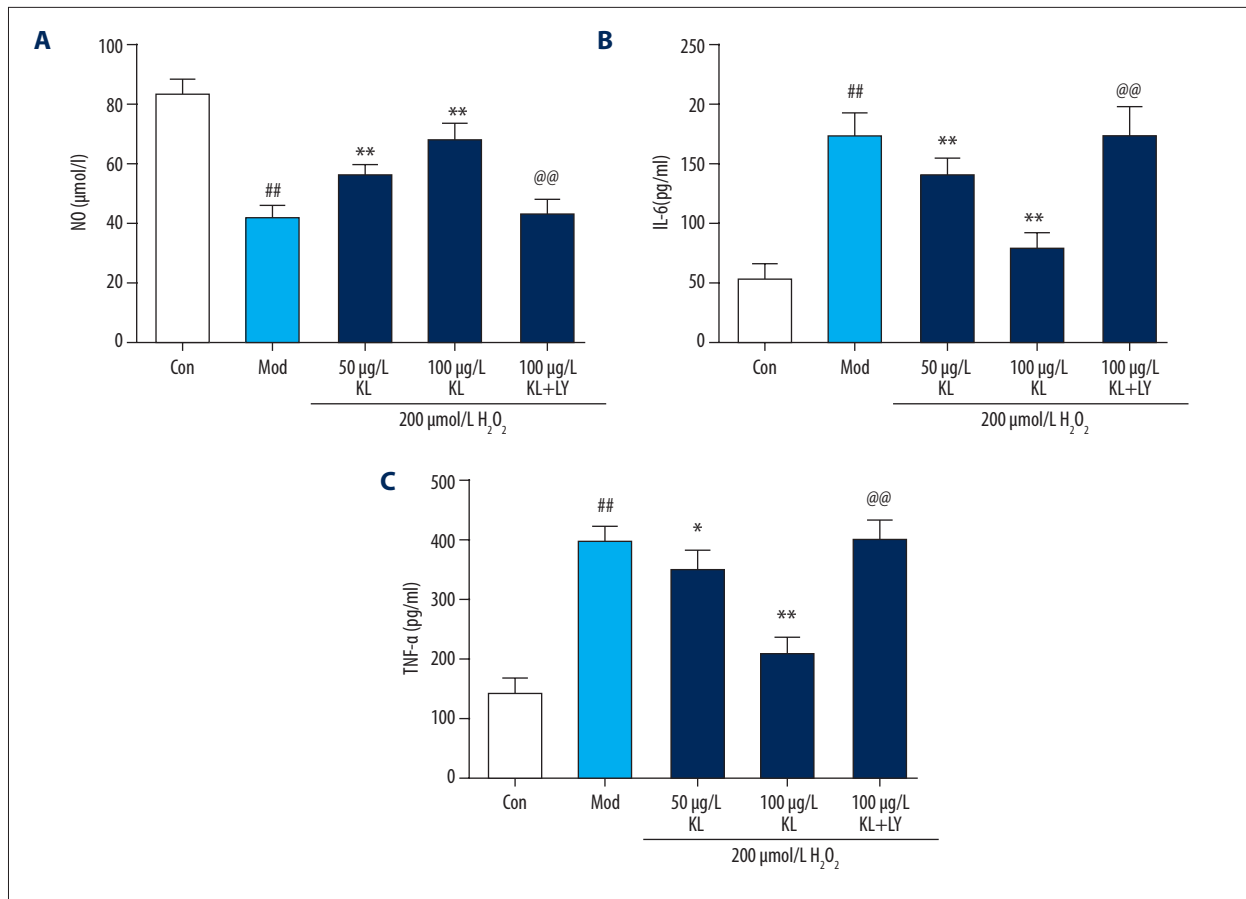 A
NO (μmol/l)
100
80
60
40
20
0
##
**
**
@@
Con
Mod
50 μg/L
KL
100 μg/L
KL
100 μg/L
KL+LY
200 μmol/L H₂O₂
B
IL-6(pg/ml)
250
20
150
100
50
0
##
**
**
@@
Con
Mod
50 μg/L
KL
100 μg/L
KL
100 μg/L
KL+LY
200 μmol/L H₂O₂
C
TNF-α (pg/ml)
500
400
300
200
100
0
##
*
**
@@
Con
Mod
50 μg/L
KL
100 μg/L
KL
100 μg/L
KL+LY
200 μmol/L H₂O₂